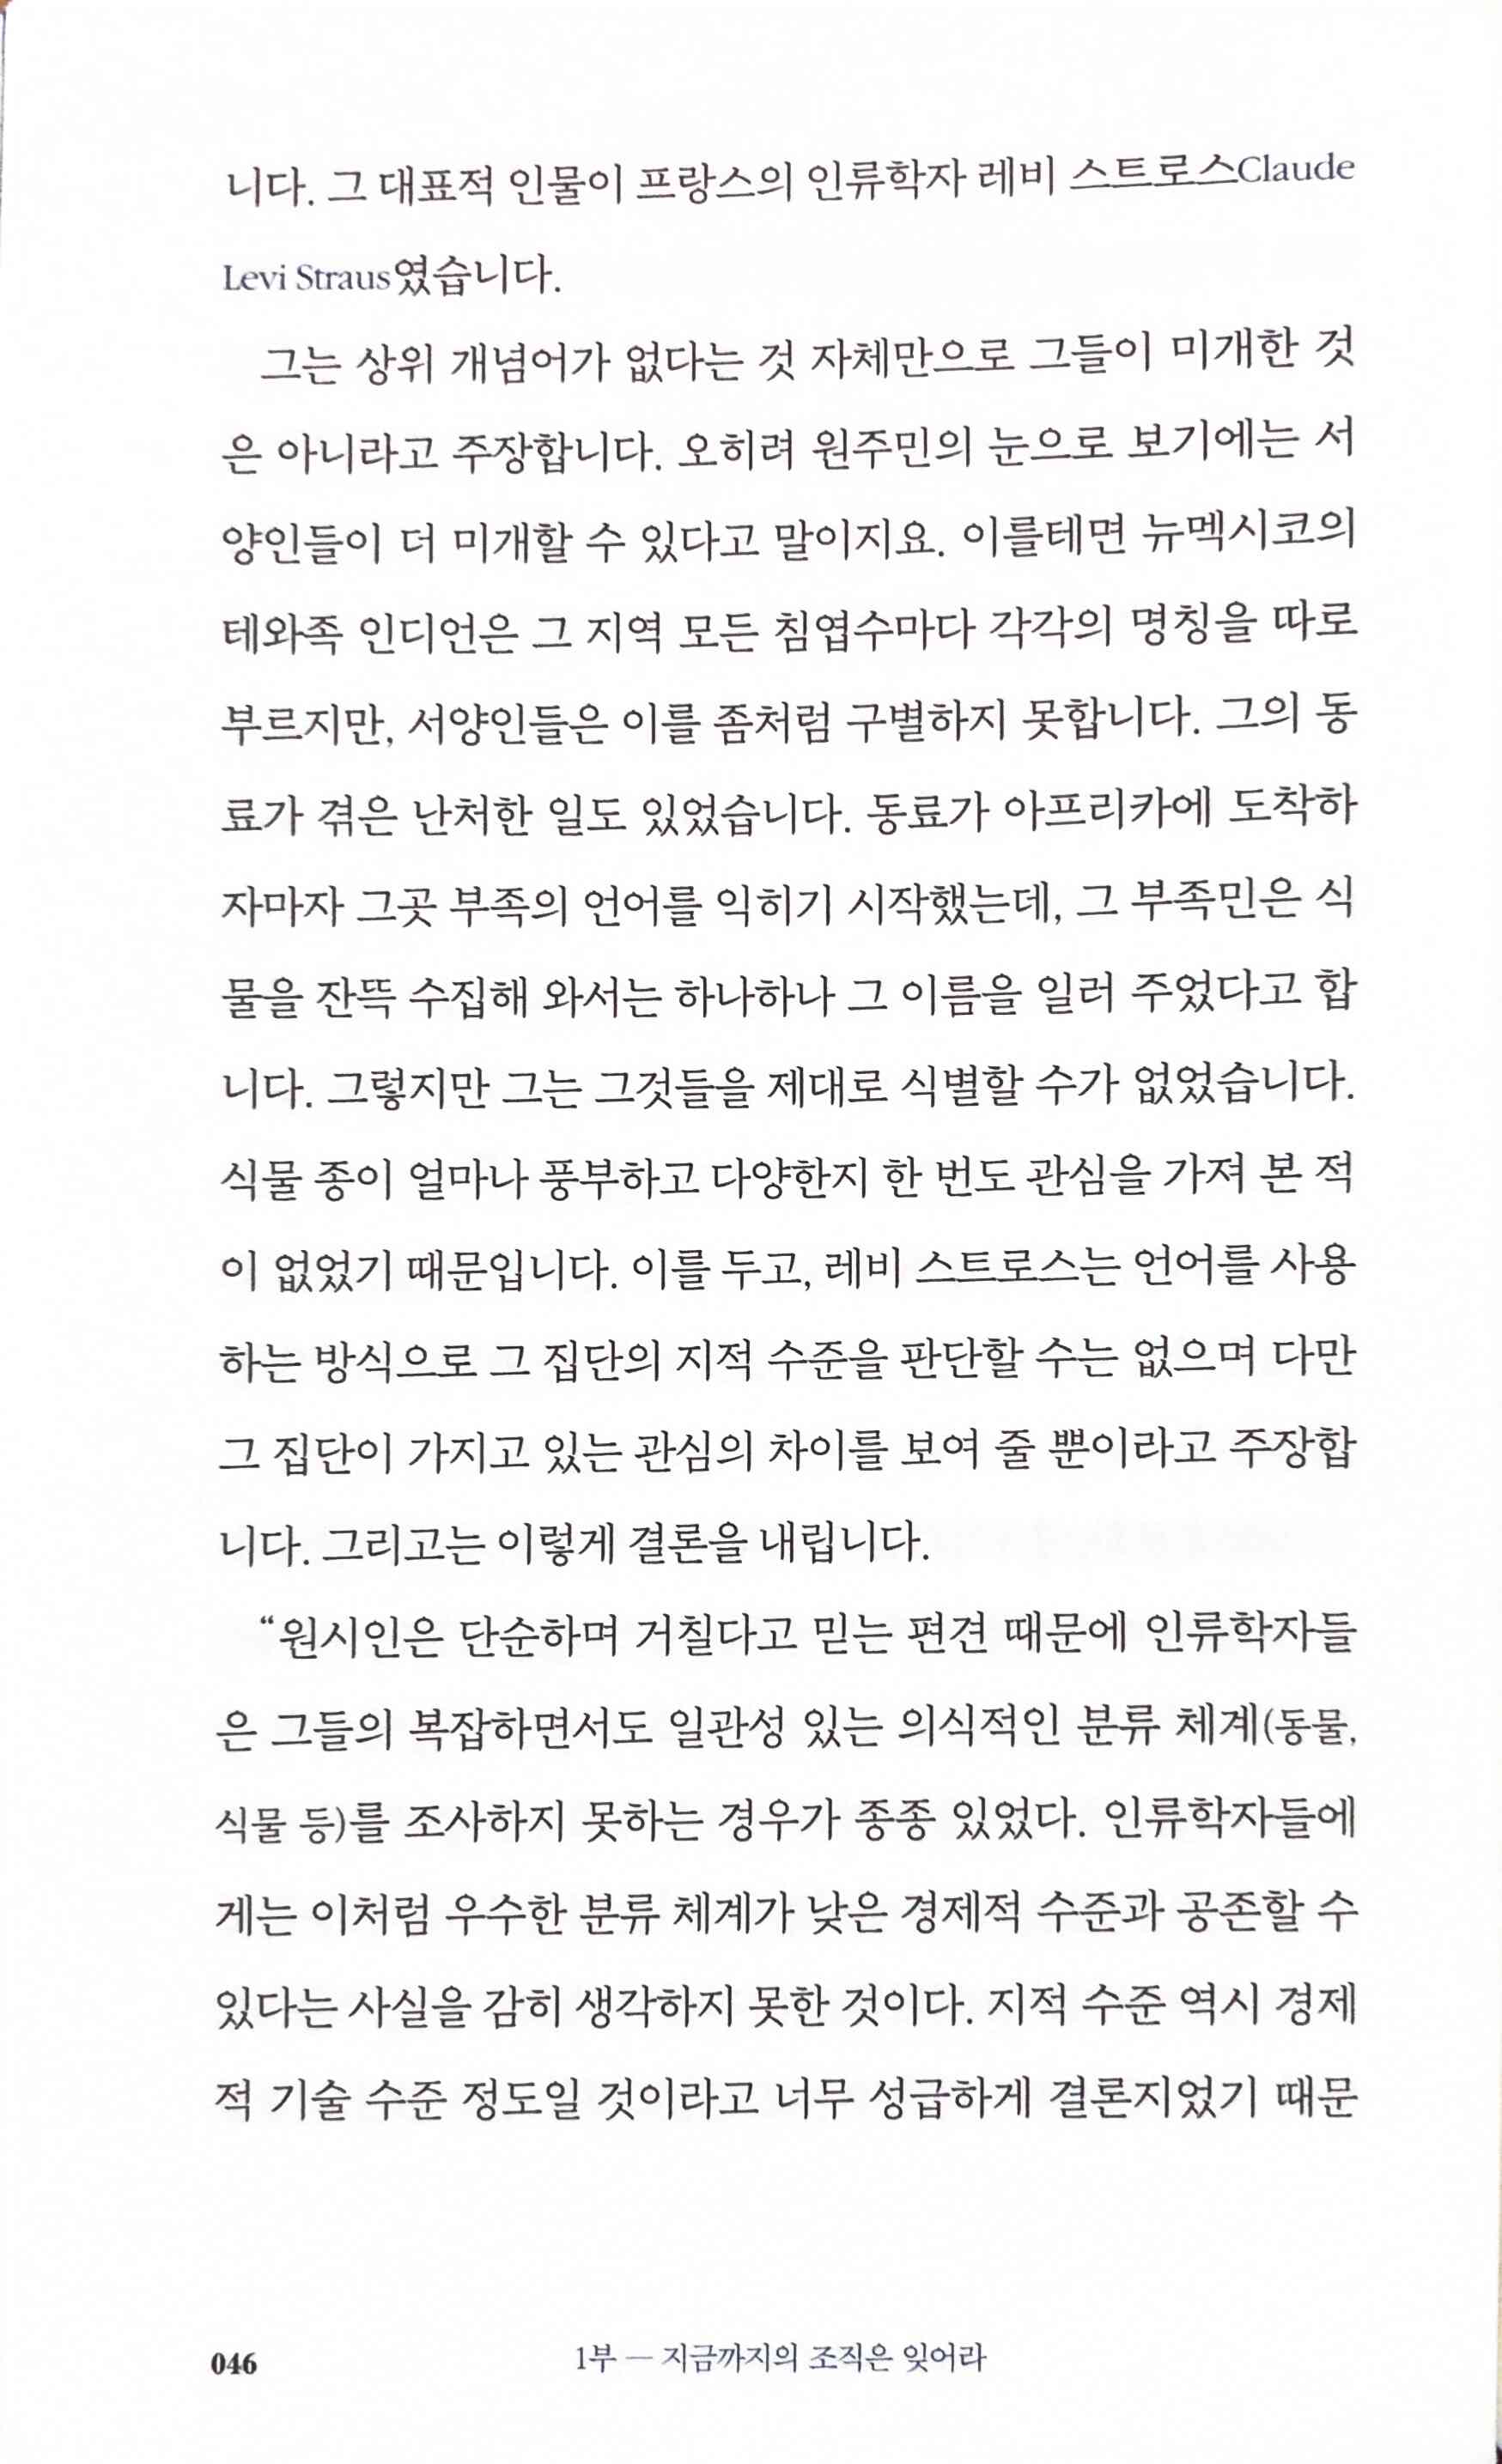 니다. 그 대표적 인물이 프랑스의 인류학자 레비 스트로스Claude
Levi Straus였습니다.
그는 상위 개념어가 없다는 것 자체만으로 그들이 미개한 것
은 아니라고 주장합니다. 오히려 원주민의 눈으로 보기에는 서
양인들이 더 미개할 수 있다고 말이지요. 이를테면 뉴멕시코의
테와족 인디언은 그 지역 모든 침엽수마다 각각의 명칭을 따로
부르지만, 서양인들은 이를 좀처럼 구별하지 못합니다. 그의 동
료가 겪은 난처한 일도 있었습니다. 동료가 아프리카에 도착하
자마자 그곳 부족의 언어를 익히기 시작했는데, 그 부족민은 식
물을 잔뜩 수집해 와서는 하나하나 그 이름을 일러 주었다고 합
니다. 그렇지만 그는 그것들을 제대로 식별할 수가 없었습니다.
식물 종이 얼마나 풍부하고 다양한지 한 번도 관심을 가져 본 적
이 없었기 때문입니다. 이를 두고, 레비 스트로스는 언어를 사용
하는 방식으로 그 집단의 지적 수준을 판단할 수는 없으며 다만
그 집단이 가지고 있는 관심의 차이를 보여 줄 뿐이라고 주장합
니다. 그리고는 이렇게 결론을 내립니다.
“원시인은 단순하며 거칠다고 믿는 편견 때문에 인류학자들
은 그들의 복잡하면서도 일관성 있는 의식적인 분류 체계(동물,
식물 등)를 조사하지 못하는 경우가 종종 있었다. 인류학자들에
게는 이처럼 우수한 분류 체계가 낮은 경제적 수준과 공존할 수
있다는 사실을 감히 생각하지 못한 것이다. 지적 수준 역시 경제
적 기술 수준 정도일 것이라고 너무 성급하게 결론지었기 때문
046
1부 — 지금까지의 조직은 잊어라